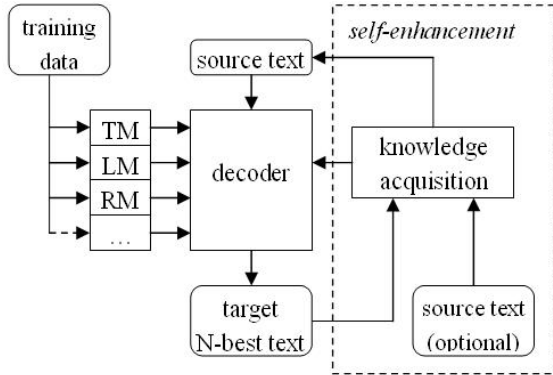 training
data
self-enhancement
source text
TM
LM
RM
...
decoder
knowledge
acquisition
target
N-best text
source text
(optional)